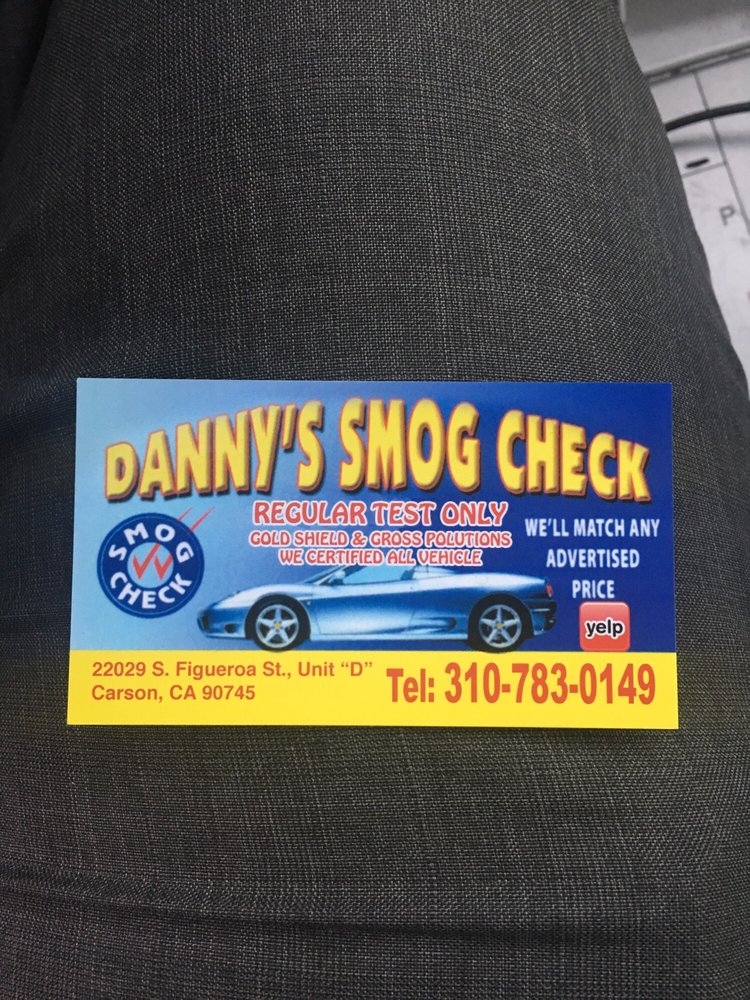 DANNY'S SMOG CHECK
REGULAR TEST ONLY
GOLD SHIELD & GROSS POLUTIONS
WE CERTIFIED ALL VEHICLE
SMOG
CHECK
WE'LL MATCH ANY
ADVERTISED
PRICE
yelp
22029 S. Figueroa St., Unit “D”
Carson, CA 90745
Tel: 310-783-0149
P